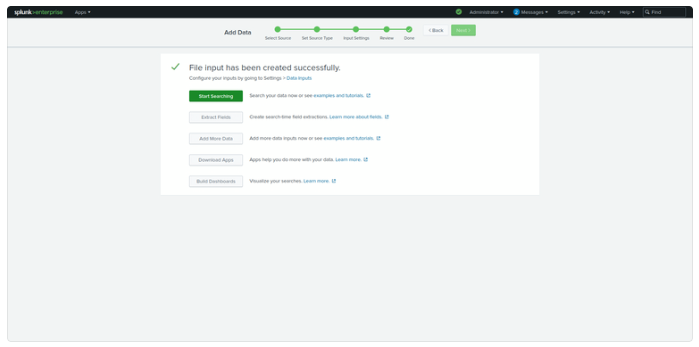 splunk>enterprise Apps Administrator 2 Messages Settings Activity Help Find
Add Data
Select Source Set Source Type Input Settings Review Done
< Back Next >
File input has been created successfully.
Configure your inputs by going to Settings > Data Inputs
Start Searching Search your data now or see examples and tutorials.
Extract Fields Create search-time field extractions. Learn more about fields.
Add More Data Add more data inputs now or see examples and tutorials.
Download Apps Apps help you do more with your data. Learn more.
Build Dashboards Visualize your searches. Learn more.